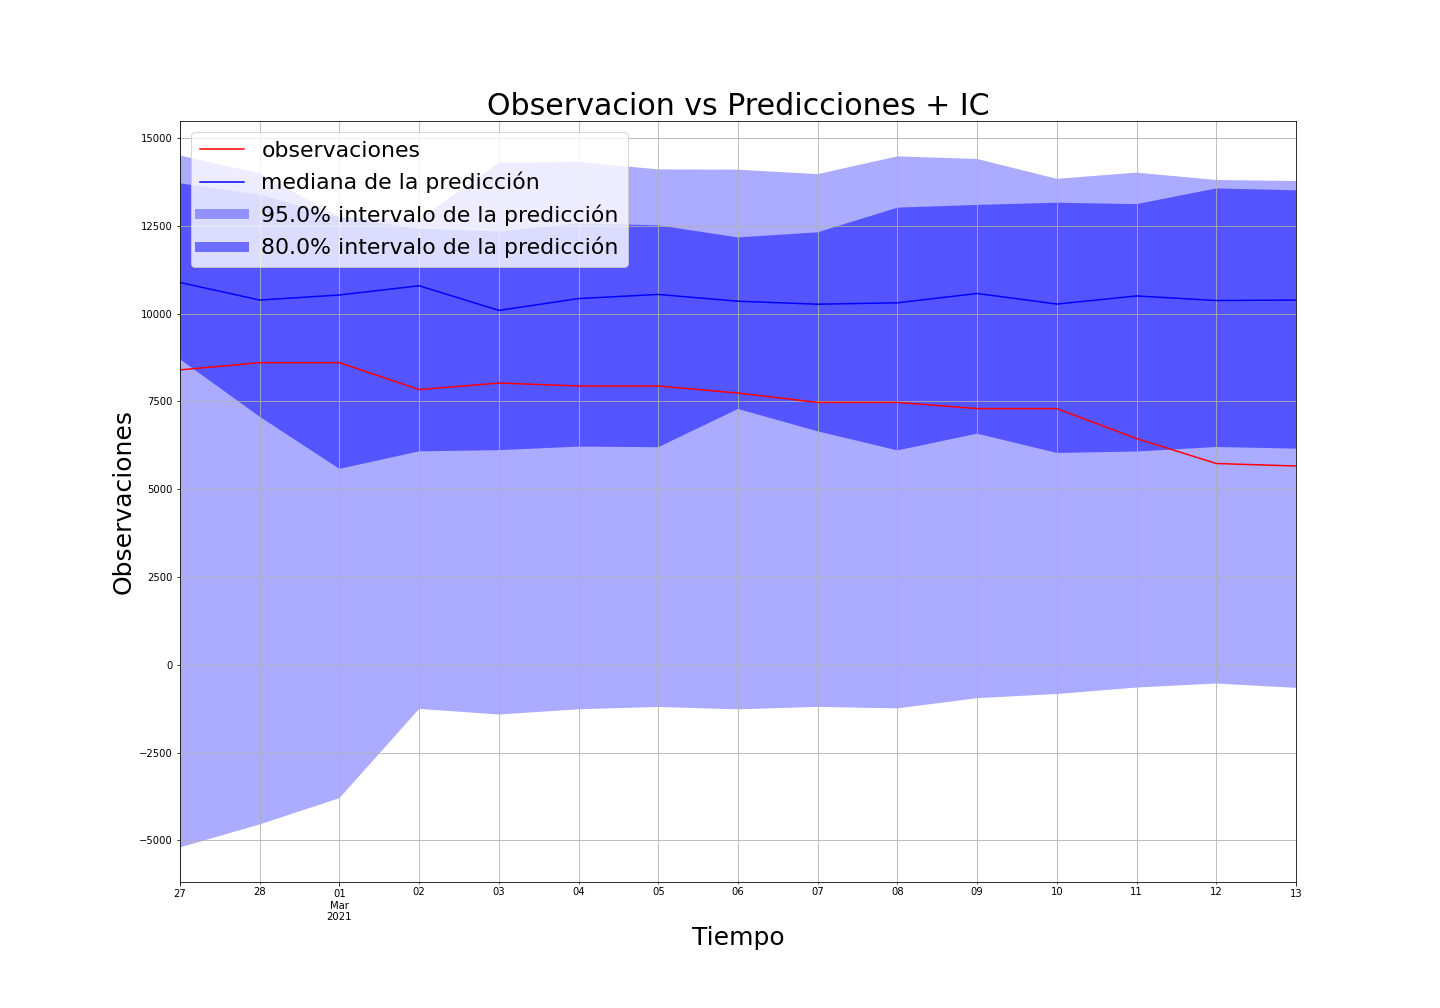 Observacion vs Predicciones + IC
observaciones
mediana de la predicción
95.0% intervalo de la predicción
80.0% intervalo de la predicción
Observaciones
15000
12500
10000
7500
5000
2500
0
−2500
−5000
27 28 01 02 03 04 05 06 07 08 09 10 11 12 13
Mar
2021
Tiempo